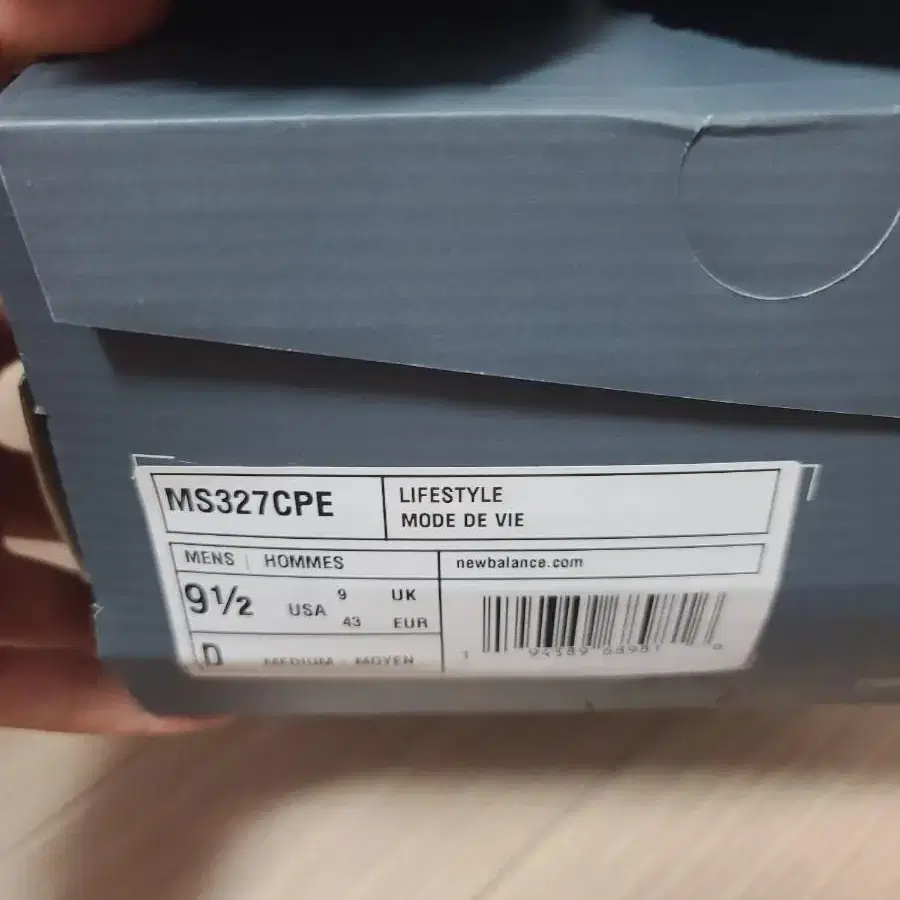 MS327CPE
LIFESTYLE
MODE DE VIE
MENS | HOMMES
newbalance.com
9½ USA 9 UK
43 EUR
D MEDIUM - MOYEN